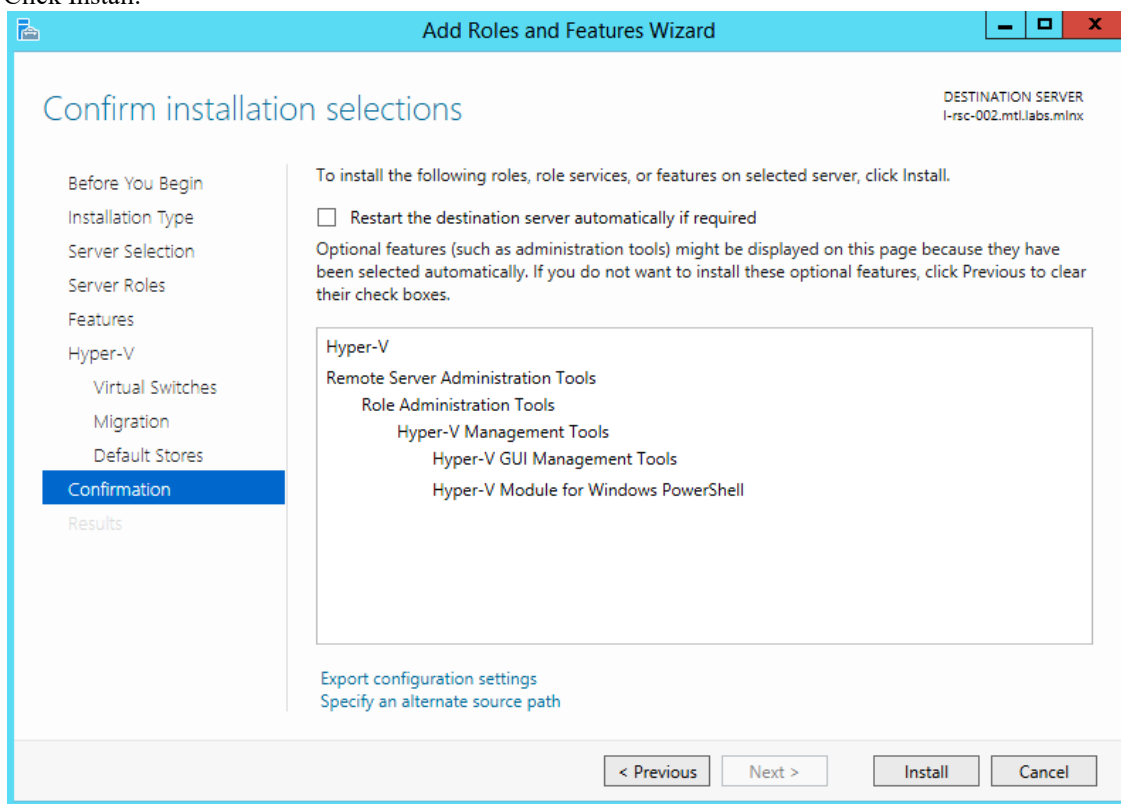 Click Install.
Add Roles and Features Wizard
Confirm installation selections
DESTINATION SERVER
l-rsc-002.mtl.labs.mlnx
Before You Begin
Installation Type
Server Selection
Server Roles
Features
Hyper-V
Virtual Switches
Migration
Default Stores
Confirmation
Results
To install the following roles, role services, or features on selected server, click Install.
Restart the destination server automatically if required
Optional features (such as administration tools) might be displayed on this page because they have
been selected automatically. If you do not want to install these optional features, click Previous to clear
their check boxes.
Hyper-V
Remote Server Administration Tools
Role Administration Tools
Hyper-V Management Tools
Hyper-V GUI Management Tools
Hyper-V Module for Windows PowerShell
Export configuration settings
Specify an alternate source path
< Previous
Next >
Install
Cancel